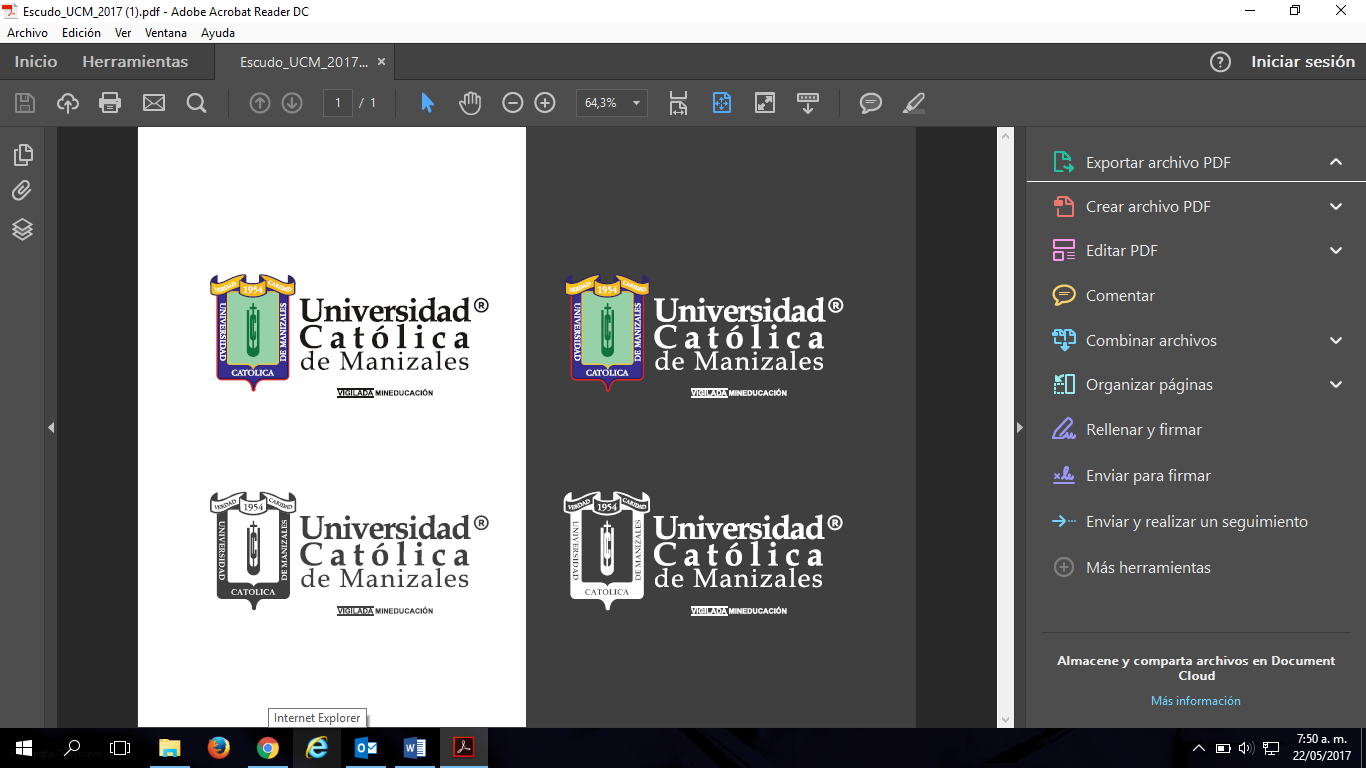 Escudo_UCM_2017 (1).pdf - Adobe Acrobat Reader DC
Archivo Edición Ver Ventana Ayuda
Inicio Herramientas Escudo_UCM_2017... × Iniciar sesión
1 / 1 64,3%
VERDAD 1954 CARIDAD
UNIVERSIDAD CATÓLICA DE MANIZALES
Universidad®
Católica
de Manizales
VIGILADA MINEDUCACIÓN
VERDAD 1954 CARIDAD
UNIVERSIDAD CATÓLICA DE MANIZALES
Universidad®
Católica
de Manizales
VIGILADA MINEDUCACIÓN
VERDAD 1954 CARIDAD
UNIVERSIDAD CATOLICA DE MANIZALES
Universidad®
Católica
de Manizales
VIGILADA MINEDUCACIÓN
VERDAD 1954 CARIDAD
UNIVERSIDAD CATOLICA DE MANIZALES
Universidad®
Católica
de Manizales
VIGILADA MINEDUCACIÓN
Exportar archivo PDF
Crear archivo PDF
Editar PDF
Comentar
Combinar archivos
Organizar páginas
Rellenar y firmar
Enviar para firmar
Enviar y realizar un seguimiento
Más herramientas
Almacene y comparta archivos en Document
Cloud
Más información
Internet Explorer
7:50 a. m.
22/05/2017